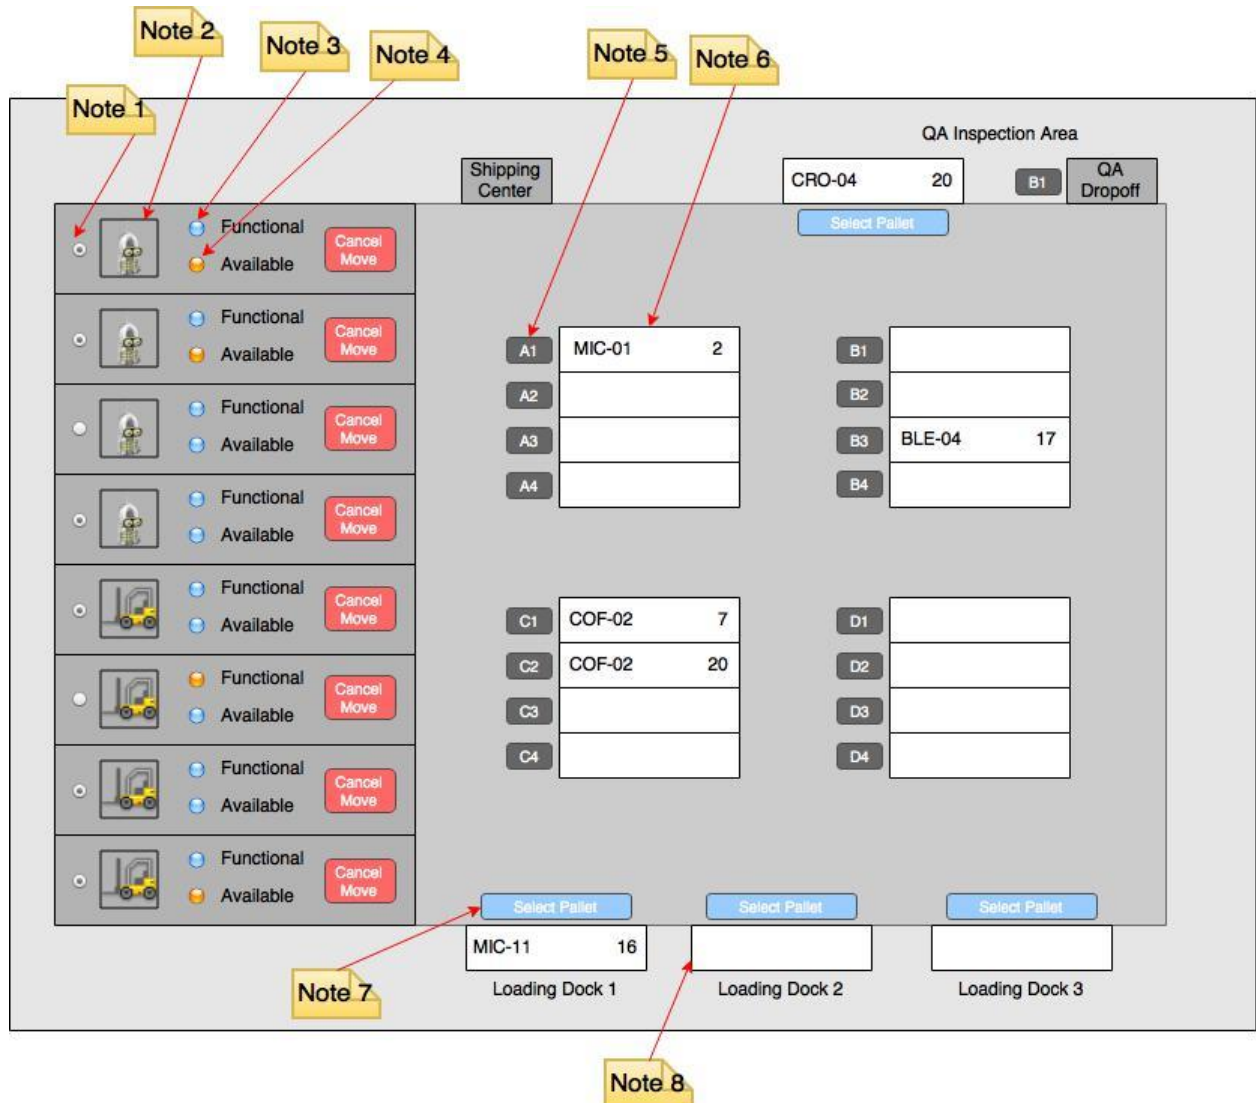 Note 1
Note 2
Note 3
Note 4
Note 5
Note 6
QA Inspection Area
Shipping
Center
CRO-04 20
B1
QA
Dropoff
Select Pallet
Functional
Available
Cancel
Move
Functional
Available
Cancel
Move
Functional
Available
Cancel
Move
Functional
Available
Cancel
Move
Functional
Available
Cancel
Move
Functional
Available
Cancel
Move
Functional
Available
Cancel
Move
Functional
Available
Cancel
Move
A1 MIC-01 2
A2
A3
A4
B1
B2
B3 BLE-04 17
B4
C1 COF-02 7
C2 COF-02 20
C3
C4
D1
D2
D3
D4
Select Pallet
MIC-11 16
Loading Dock 1
Select Pallet
Loading Dock 2
Select Pallet
Loading Dock 3
Note 7
Note 8